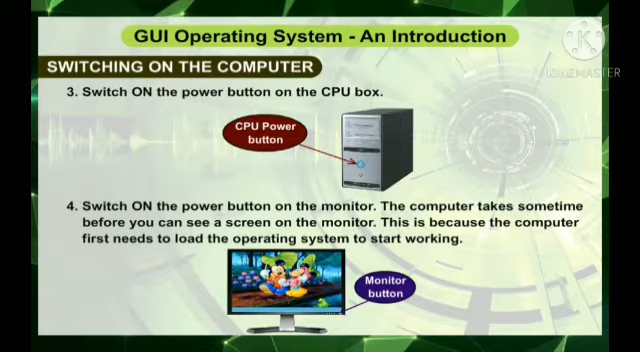 GUI Operating System - An Introduction
KINEMASTER
SWITCHING ON THE COMPUTER
3. Switch ON the power button on the CPU box.
CPU Power
button
4. Switch ON the power button on the monitor. The computer takes sometime
before you can see a screen on the monitor. This is because the computer
first needs to load the operating system to start working.
Monitor
button